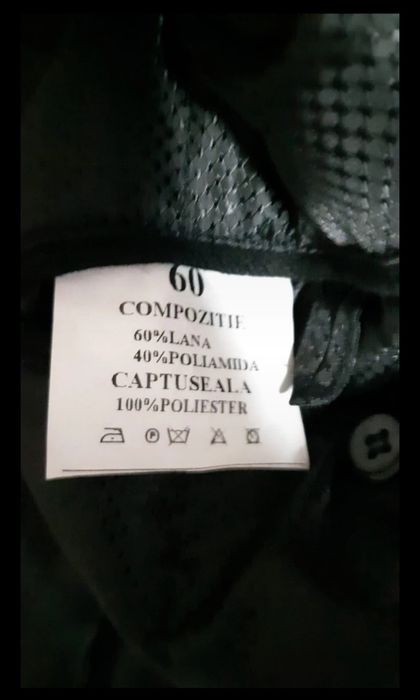 60
COMPOZITIE
60%LANA
40%POLIAMIDA
CAPTUSEALA
100%POLIESTER